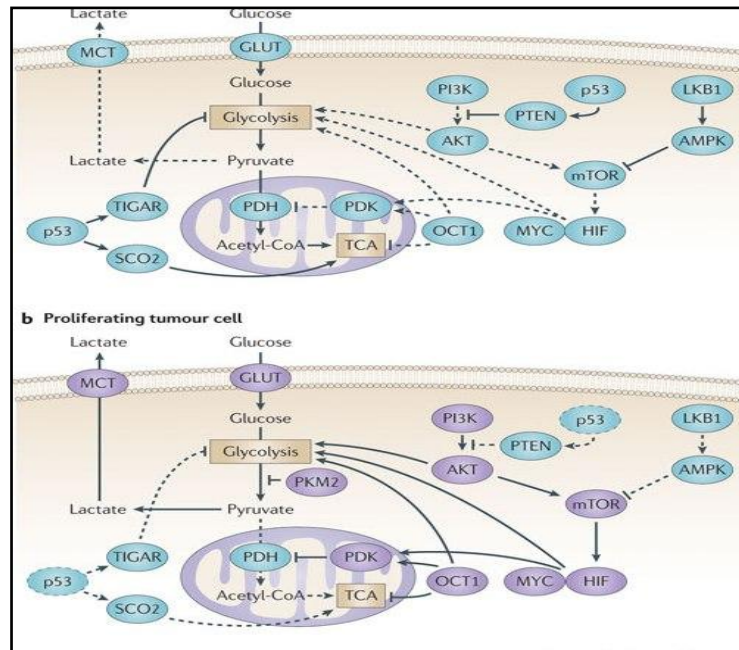 Lactate Glucose
MCT GLUT
Glucose
PI3K p53 LKB1
Glycolysis PTEN
AKT AMPK
Lactate Pyruvate mTOR
TIGAR PDH PDK
p53 OCT1 MYC HIF
SCO2 Acetyl-CoA TCA
b Proliferating tumour cell
Lactate Glucose
MCT GLUT
Glucose
PI3K p53 LKB1
Glycolysis PTEN
AKT AMPK
PKM2
Lactate Pyruvate mTOR
TIGAR PDH PDK
p53 OCT1 MYC HIF
SCO2 Acetyl-CoA TCA